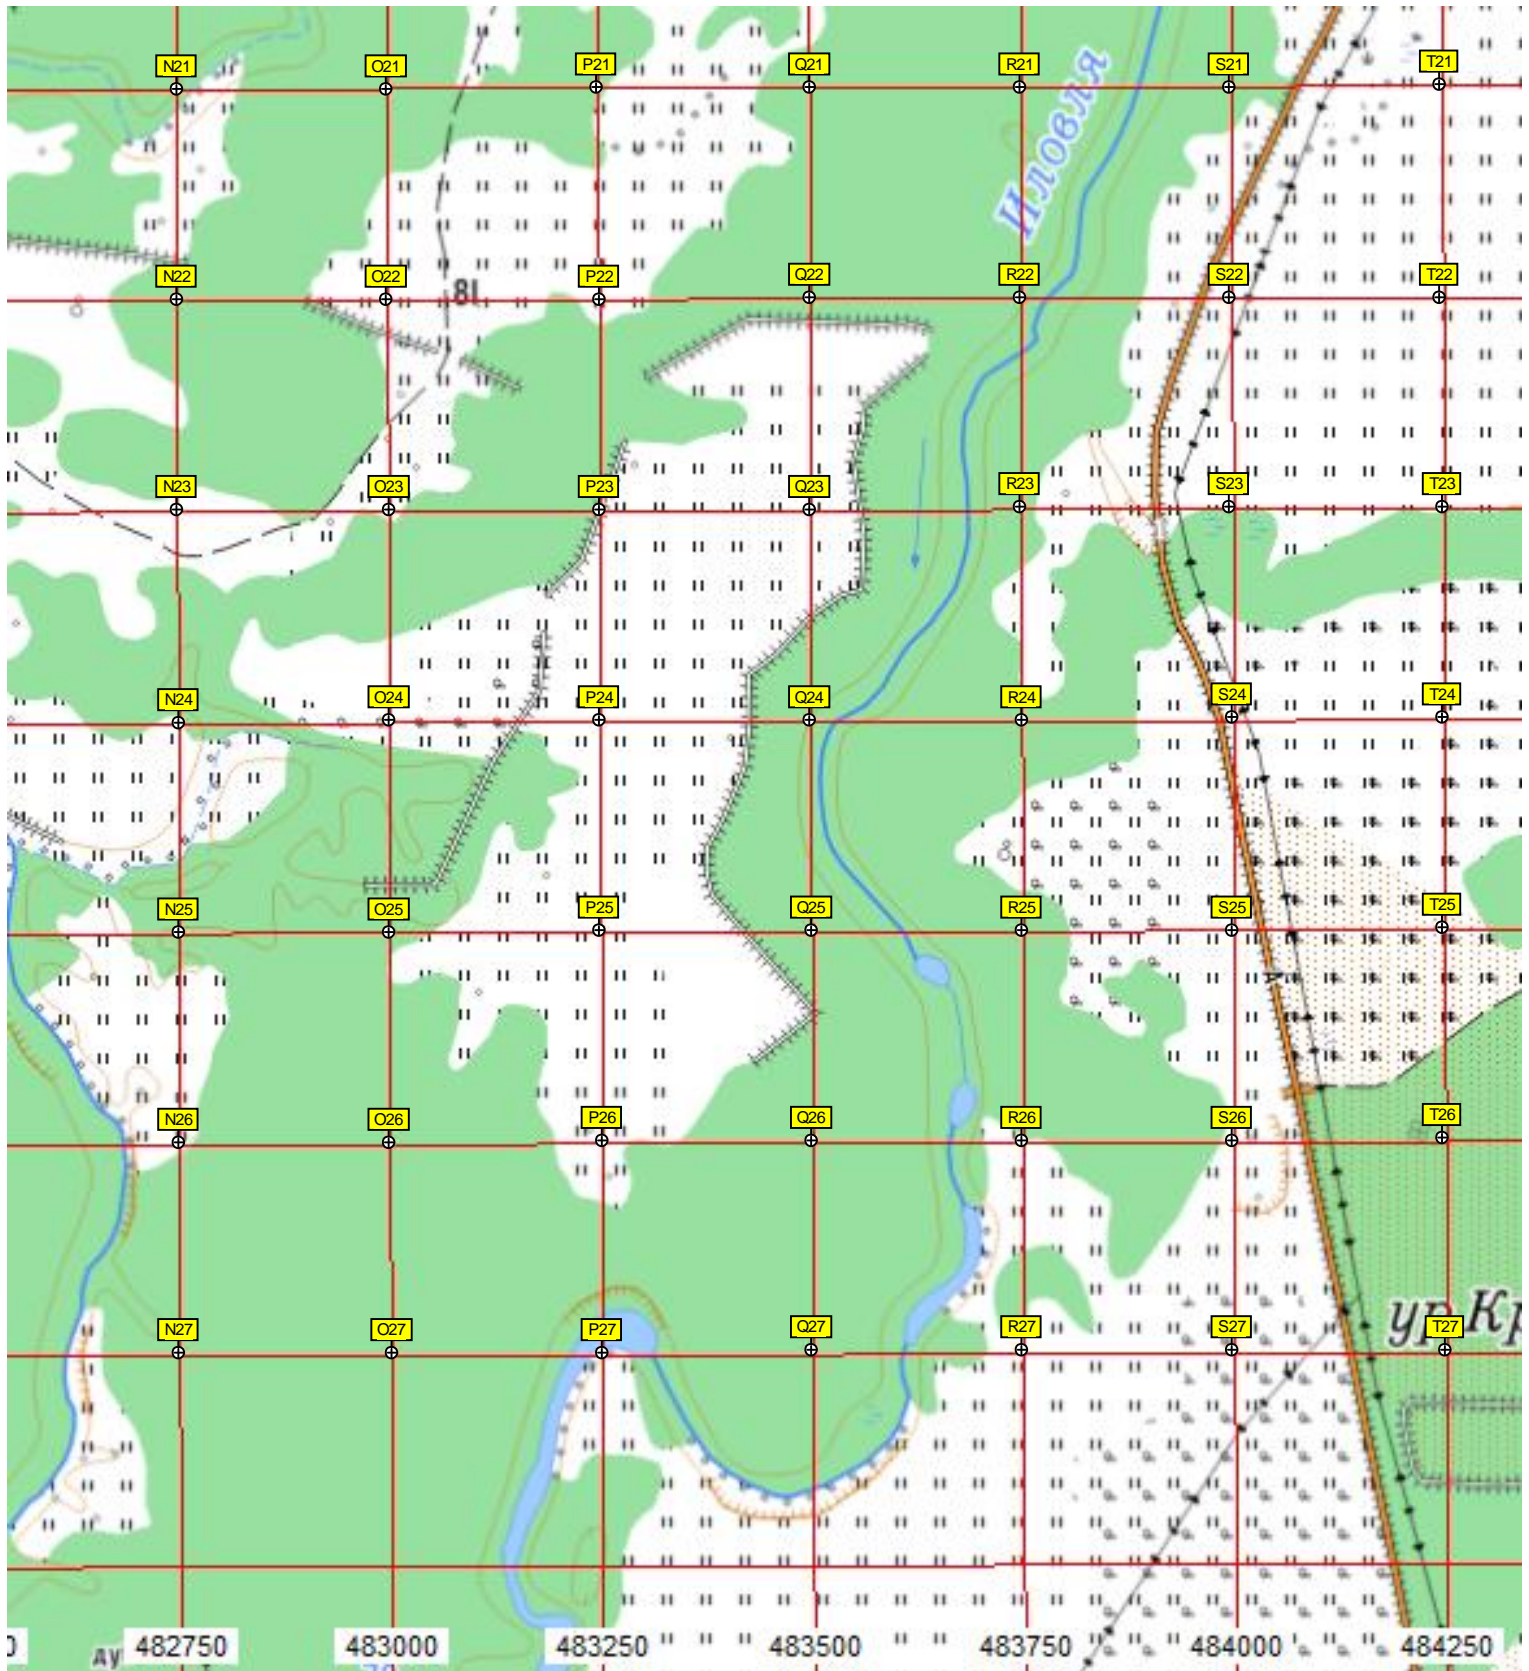 N21 O21 P21 Q21 R21 S21 T21
Иловля
N22 O22 P22 Q22 R22 S22 T22
N23 O23 P23 Q23 R23 S23 T23
N24 O24 P24 Q24 R24 S24 T24
N25 O25 P25 Q25 R25 S25 T25
N26 O26 P26 Q26 R26 S26 T26
ур.Кр
N27 O27 P27 Q27 R27 S27 T27
0 482750 483000 483250 483500 483750 484000 484250